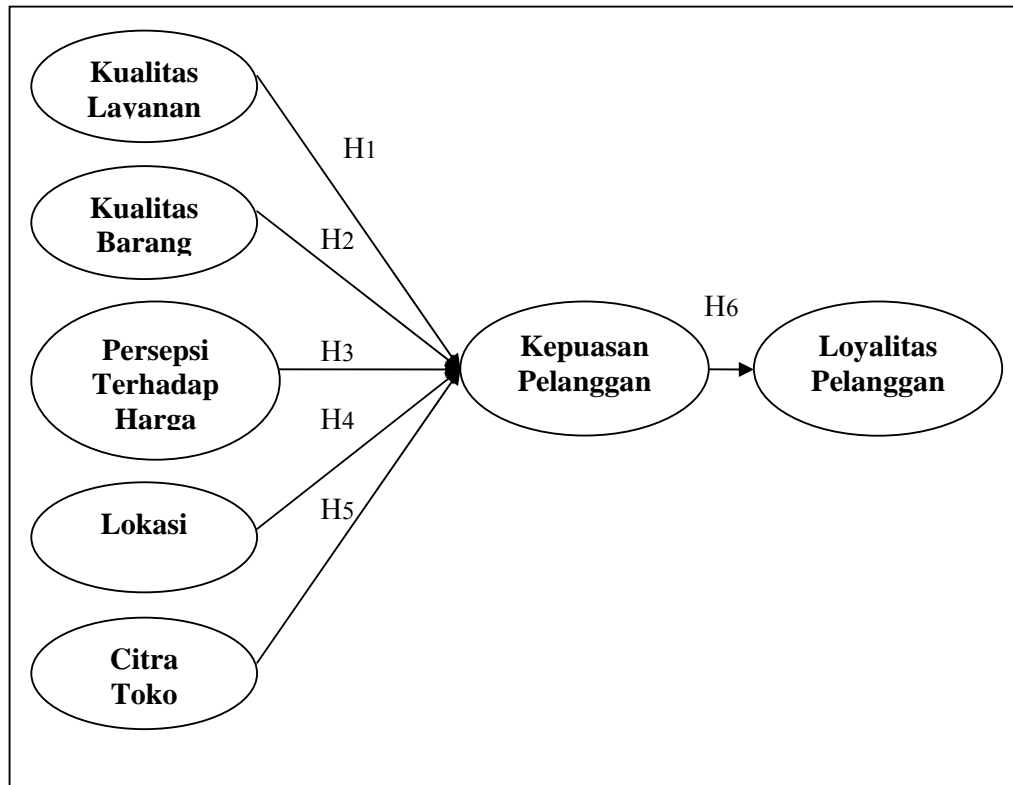 Kualitas
Layanan
H1
Kualitas
Barang
H2
Persepsi
Terhadap
Harga
H3
H4
Lokasi
H5
Citra
Toko
Kepuasan
Pelanggan
H6
Loyalitas
Pelanggan